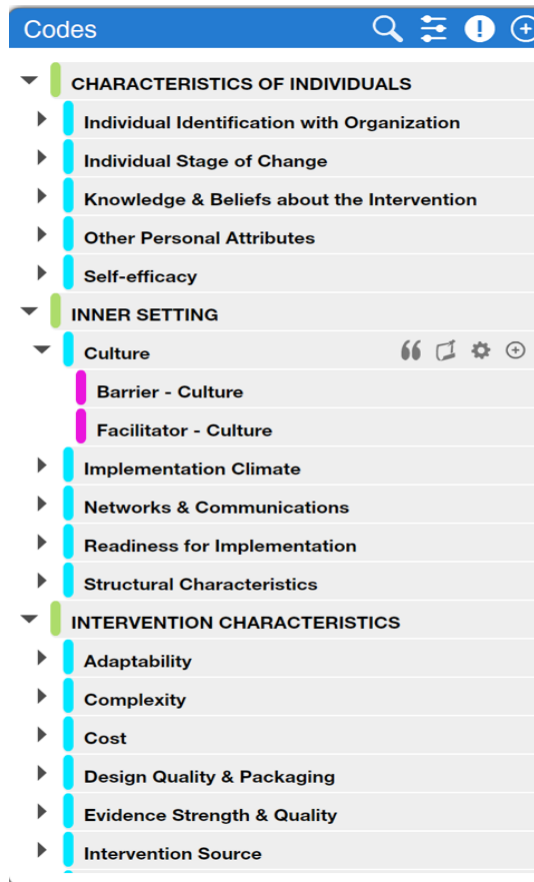 Codes
CHARACTERISTICS OF INDIVIDUALS
Individual Identification with Organization
Individual Stage of Change
Knowledge & Beliefs about the Intervention
Other Personal Attributes
Self-efficacy
INNER SETTING
Culture
Barrier - Culture
Facilitator - Culture
Implementation Climate
Networks & Communications
Readiness for Implementation
Structural Characteristics
INTERVENTION CHARACTERISTICS
Adaptability
Complexity
Cost
Design Quality & Packaging
Evidence Strength & Quality
Intervention Source